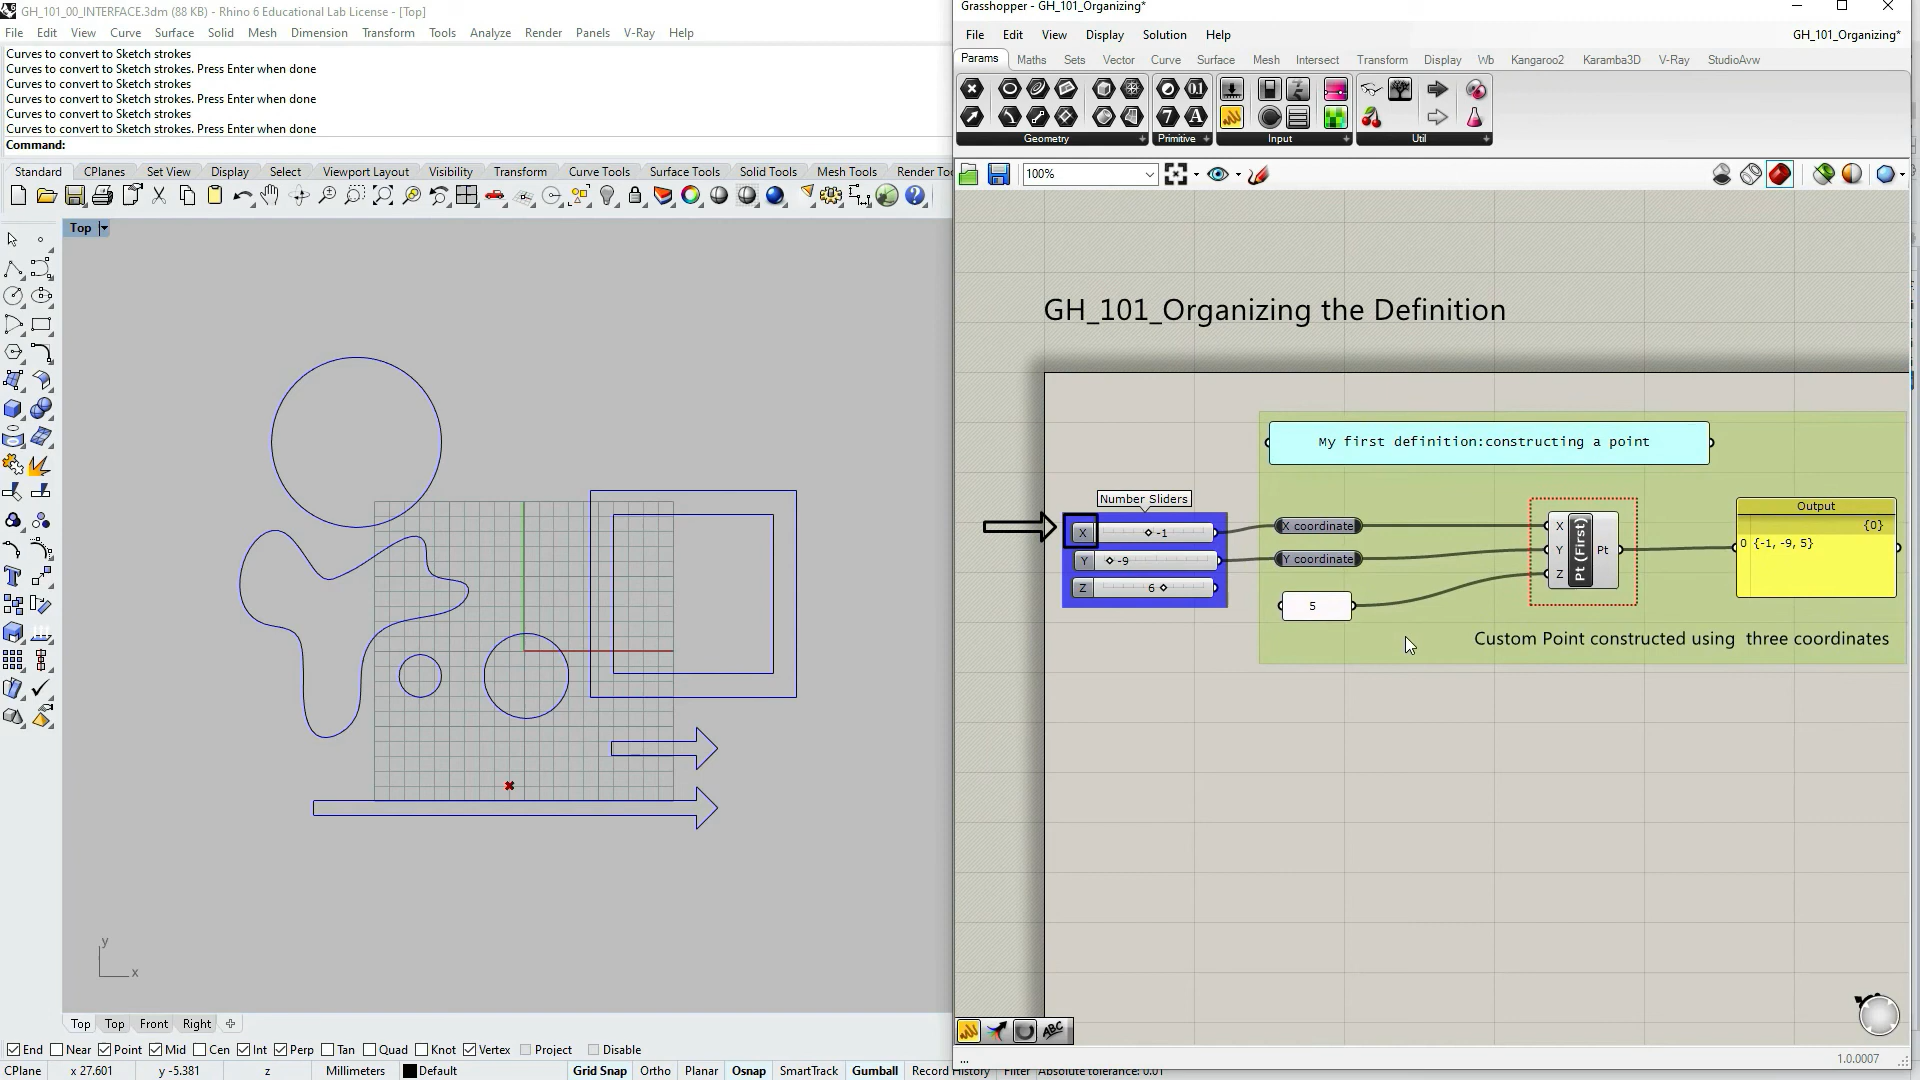 GH_101_00_INTERFACE.3dm (88 KB) - Rhino 6 Educational Lab License - [Top]
File Edit View Curve Surface Solid Mesh Dimension Transform Tools Analyze Render Panels V-Ray Help
Curves to convert to Sketch strokes
Curves to convert to Sketch strokes. Press Enter when done
Curves to convert to Sketch strokes
Curves to convert to Sketch strokes. Press Enter when done
Curves to convert to Sketch strokes
Curves to convert to Sketch strokes. Press Enter when done
Command:
Standard CPlanes Set View Display Select Viewport Layout Visibility Transform Curve Tools Surface Tools Solid Tools Mesh Tools Render Too
Top
y
x
Top Top Front Right
End Near Point Mid Cen Int Perp Tan Quad Knot Vertex Project Disable
CPlane x 27.601 y -5.381 z Millimeters Default Grid Snap Ortho Planar Osnap SmartTrack Gumball Record History Filter Absolute tolerance: 0.01
Grasshopper - GH_101_Organizing*
File Edit View Display Solution Help GH_101_Organizing*
Params Maths Sets Vector Curve Surface Mesh Intersect Transform Display Wb Kangaroo2 Karamba3D V-Ray StudioAvw
Geometry Primitive Input Util
100%
GH_101_Organizing the Definition
My first definition:constructing a point
Number Sliders
X -1
Y -9
Z 6
X coordinate
Y coordinate
5
X
Y
Z
Pt (First)
Pt
Output
{0}
0 {-1, -9, 5}
Custom Point constructed using three coordinates
ABC
...
1.0.0007